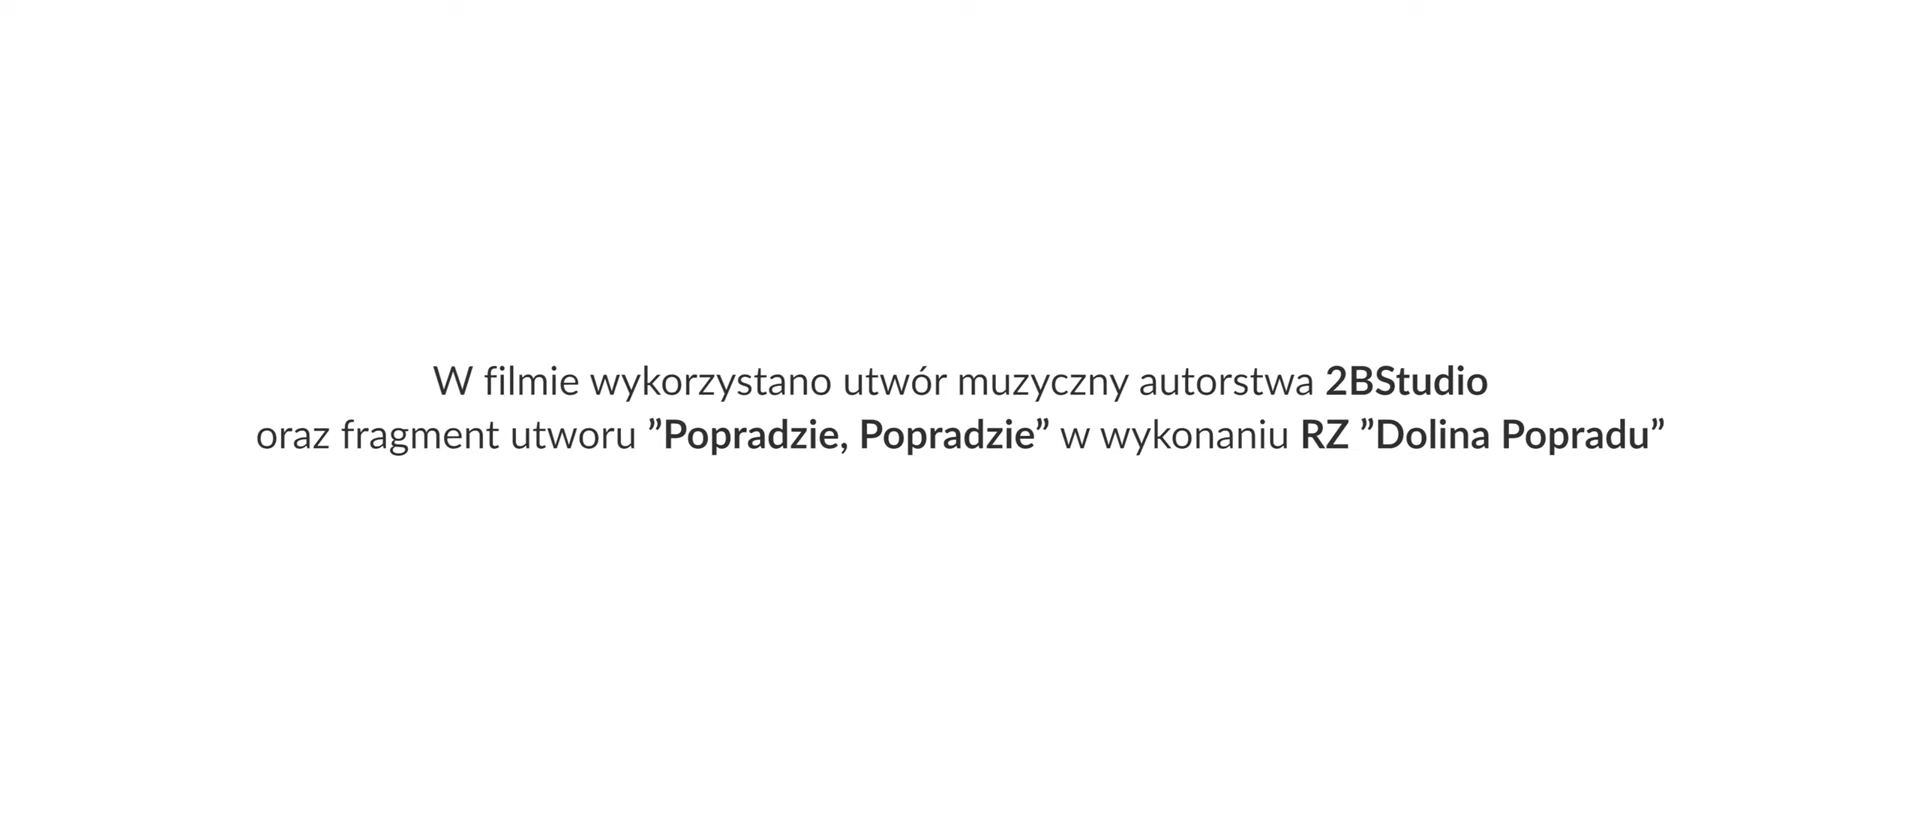 W filmie wykorzystano utwór muzyczny autorstwa 2BStudio
oraz fragment utworu ”Popradzie, Popradzie” w wykonaniu RZ ”Dolina Popradu”